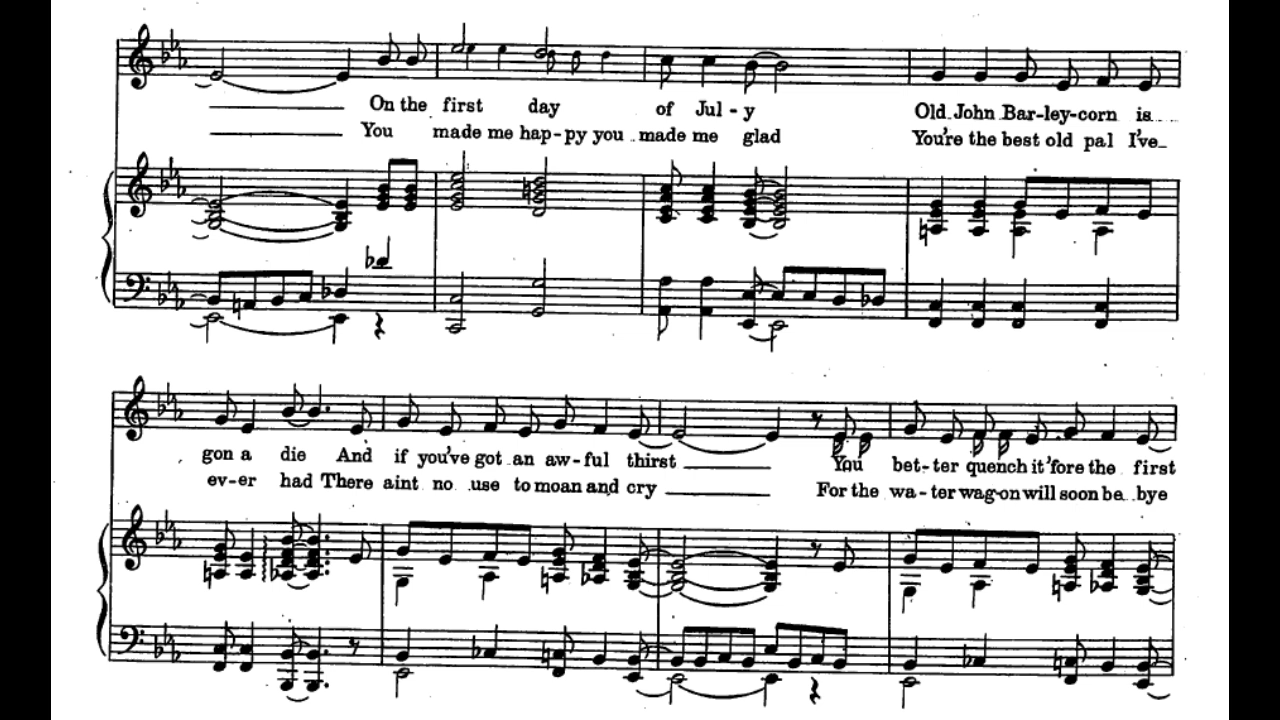 On the first day of Jul-y Old John Bar-ley-corn is
You made me hap-py you made me glad You're the best old pal I've
gon a die And if you've got an aw-ful thirst You bet-ter quench it 'fore the first
ev-er had There aint no use to moan and cry For the wa-ter wag-on will soon be bye